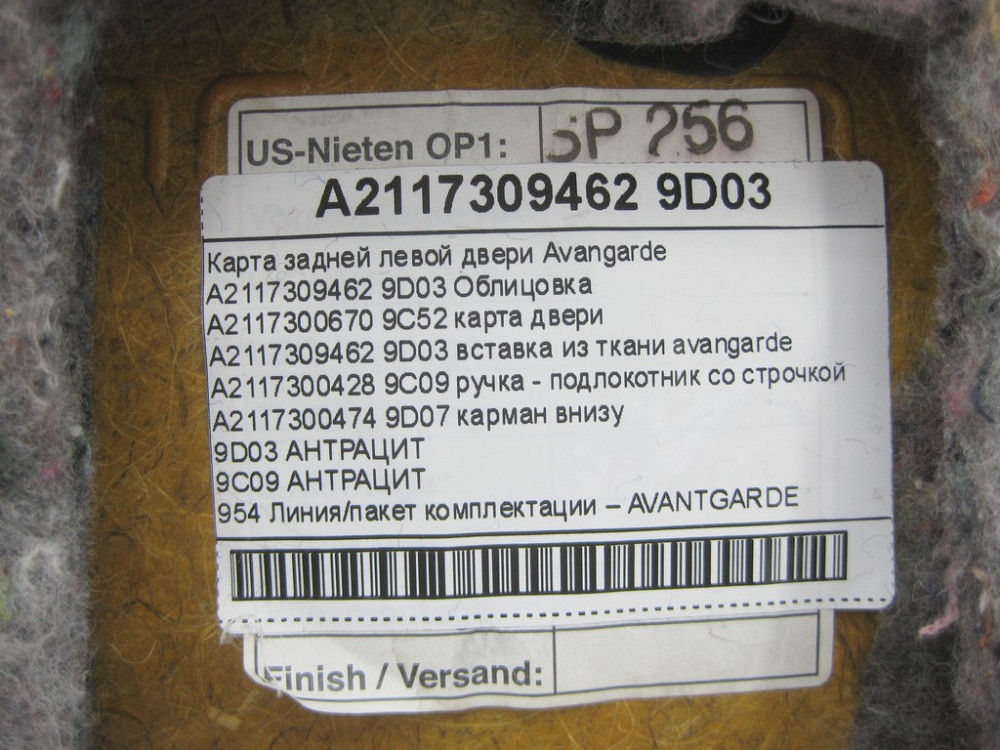 US-Nieten OP1: SP 256
A2117309462 9D03
Карта задней левой двери Avangarde
A2117309462 9D03 Облицовка
A2117300670 9C52 карта двери
A2117309462 9D03 вставка из ткани avangarde
A2117300428 9C09 ручка - подлокотник со строчкой
A2117300474 9D07 карман внизу
9D03 АНТРАЦИТ
9C09 АНТРАЦИТ
954 Линия/пакет комплектации – AVANTGARDE
Finish / Versand: